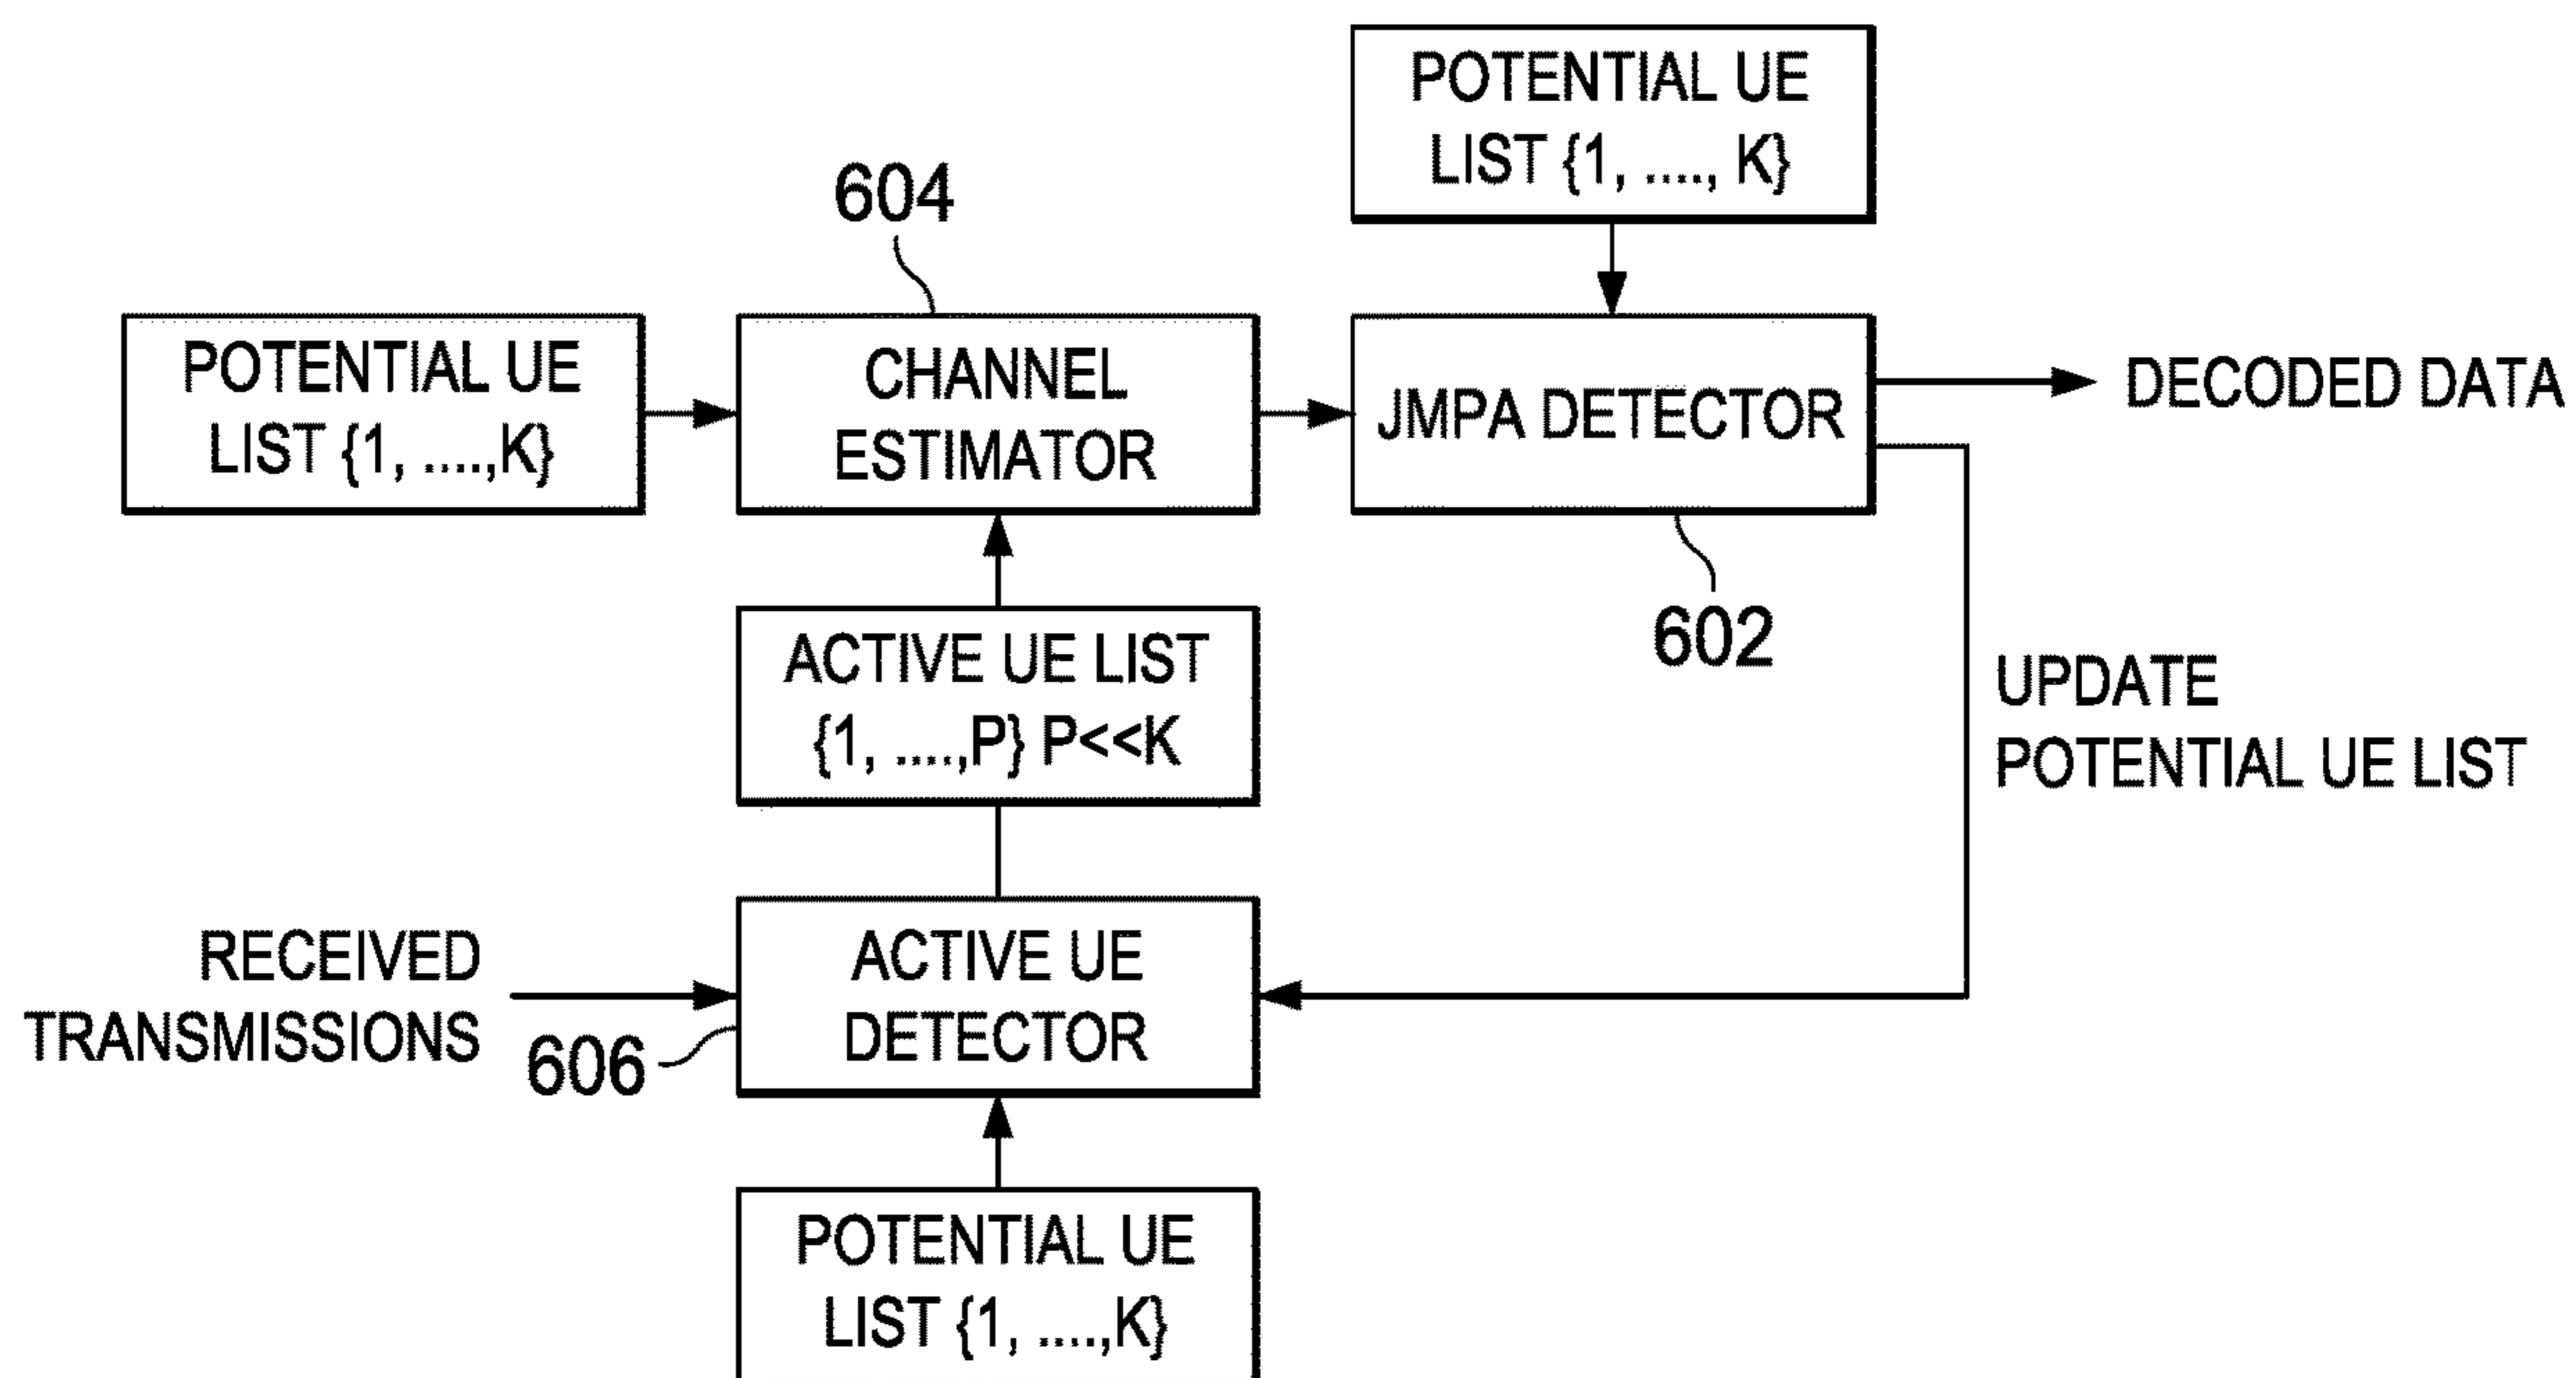 POTENTIAL UE
LIST {1, ...., K}
604
POTENTIAL UE
LIST {1, ....,K}
CHANNEL
ESTIMATOR
JMPA DETECTOR
DECODED DATA
602
ACTIVE UE LIST
{1, ....,P} P<<K
UPDATE
POTENTIAL UE LIST
RECEIVED
TRANSMISSIONS
606
ACTIVE UE
DETECTOR
POTENTIAL UE
LIST {1, ....,K}